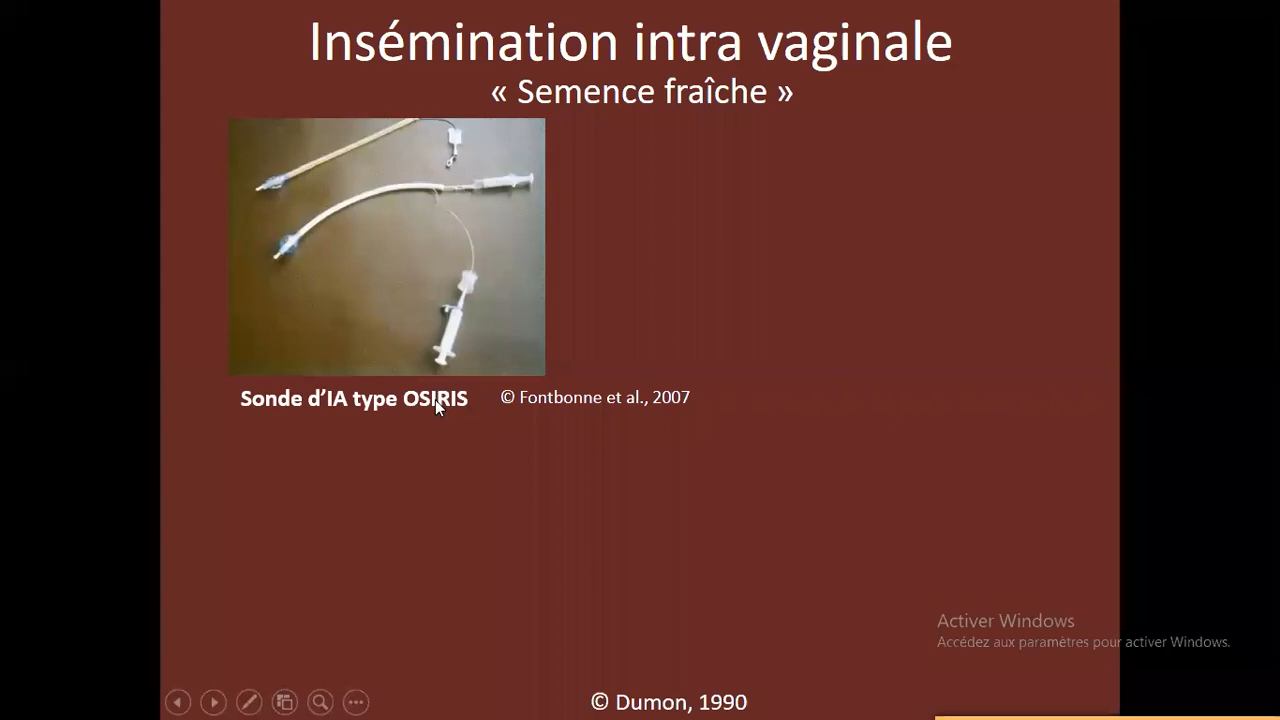 Insémination intra vaginale
« Semence fraîche »
Sonde d’IA type OSIRIS
© Fontbonne et al., 2007
Activer Windows
Accédez aux paramètres pour activer Windows.
© Dumon, 1990